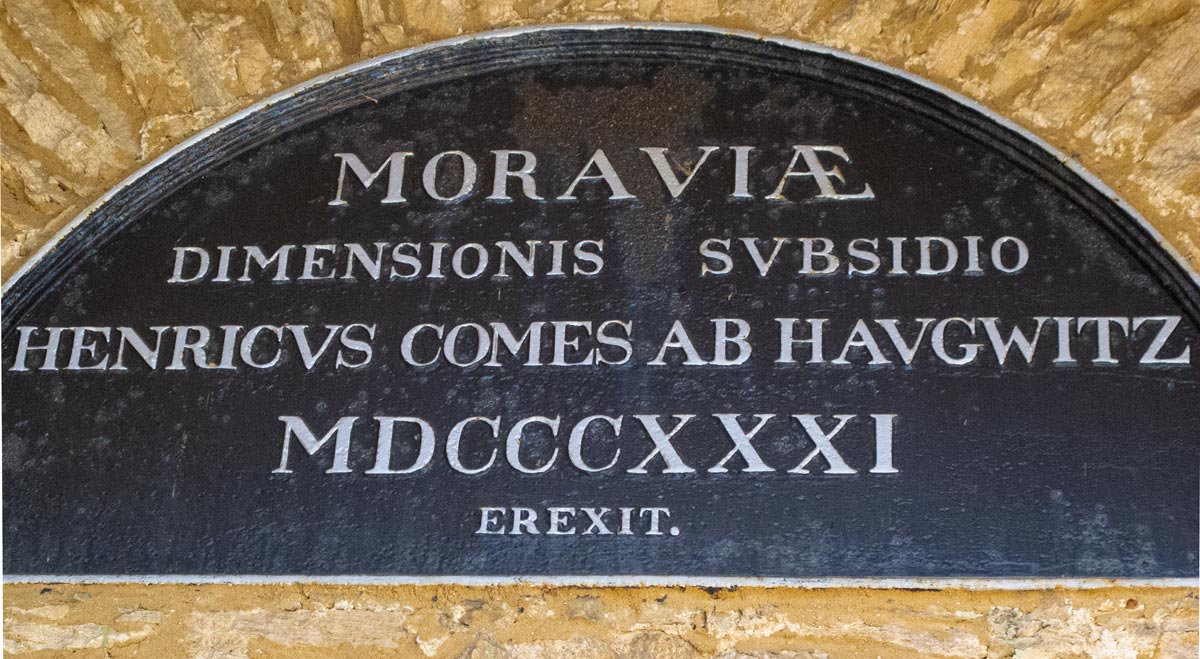 MORAVIÆ
DIMENSIONIS SVBSIDIO
HENRICVS COMES AB HAVGWITZ
MDCCCXXXI
EREXIT.